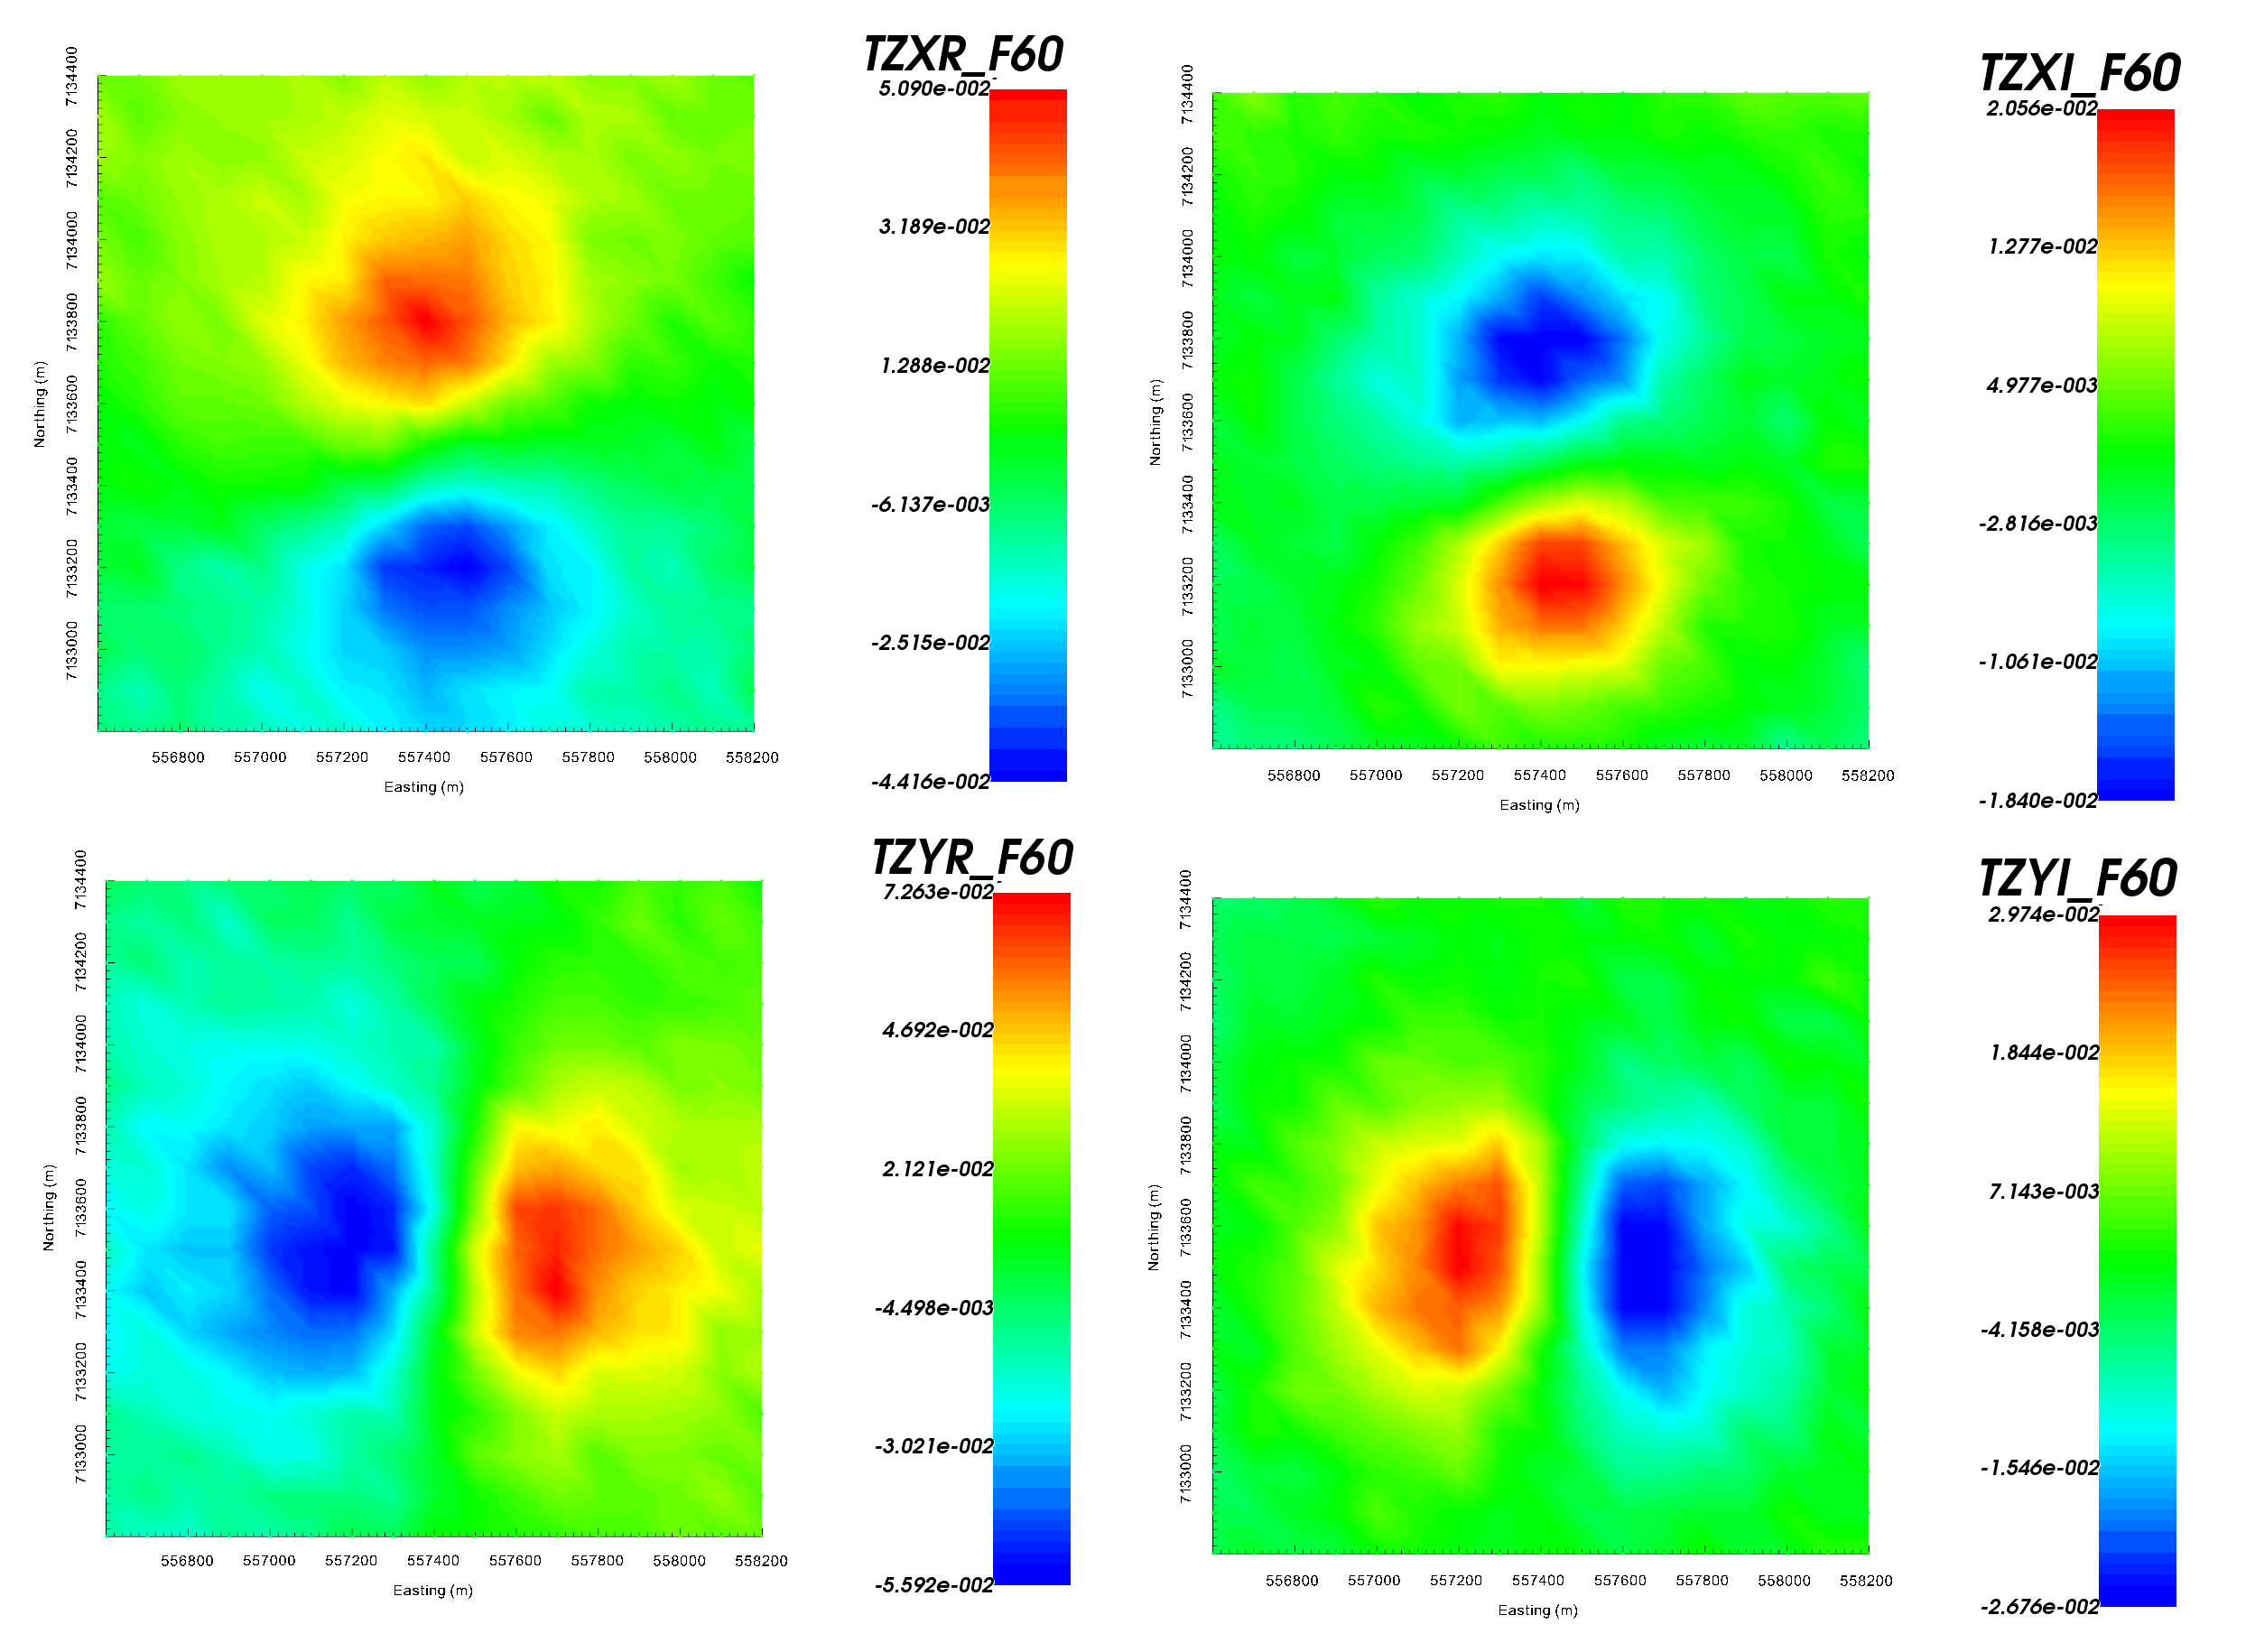 TZXR_F60
5.090e-002
3.189e-002
1.288e-002
-6.137e-003
-2.515e-002
-4.416e-002
Northing (m)
7134400
7134200
7134000
7133800
7133600
7133400
7133200
7133000
556800 557000 557200 557400 557600 557800 558000 558200
Easting (m)
TZXI_F60
2.056e-002
1.277e-002
4.977e-003
-2.816e-003
-1.061e-002
-1.840e-002
Northing (m)
7134400
7134200
7134000
7133800
7133600
7133400
7133200
7133000
556800 557000 557200 557400 557600 557800 558000 558200
Easting (m)
TZYR_F60
7.263e-002
4.692e-002
2.121e-002
-4.498e-003
-3.021e-002
-5.592e-002
Northing (m)
7134400
7134200
7134000
7133800
7133600
7133400
7133200
7133000
556800 557000 557200 557400 557600 557800 558000 558200
Easting (m)
TZYI_F60
2.974e-002
1.844e-002
7.143e-003
-4.158e-003
-1.546e-002
-2.676e-002
Northing (m)
7134400
7134200
7134000
7133800
7133600
7133400
7133200
7133000
556800 557000 557200 557400 557600 557800 558000 558200
Easting (m)